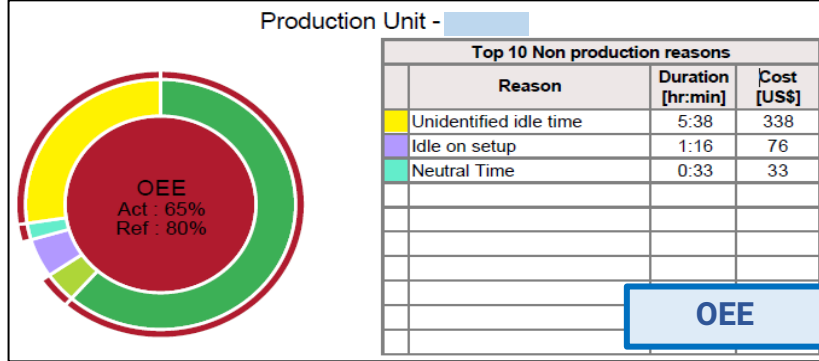 Production Unit -
Top 10 Non production reasons
Reason Duration [hr:min] Cost [US$]
Unidentified idle time 5:38 338
Idle on setup 1:16 76
Neutral Time 0:33 33
OEE
Act : 65%
Ref : 80%
OEE